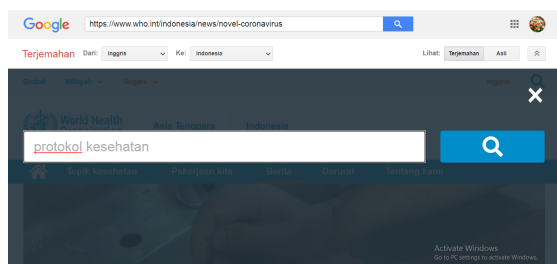 Google https://www.who.int/indonesia/news/novel-coronavirus
Terjemahan Dari: Inggris Ke: Indonesia Lihat: Terjemahan Asli
Global Wilayah Negara Inggris
World Health
Asia Tenggara Indonesia
protokol kesehatan
Topik kesehatan Pekerjaan kita Berita Darurat Tentang kami
Activate Windows
Go to PC settings to activate Windows.